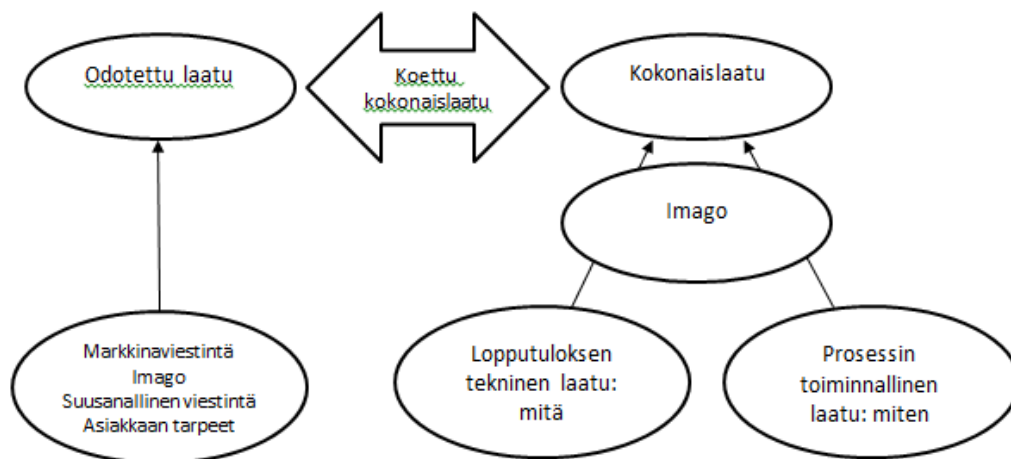 Odotettu laatu
Koettu
kokonaislaatu
Kokonaislaatu
Imago
Markkinaviestintä
Imago
Suusanallinen viestintä
Asiakkaan tarpeet
Lopputuloksen
tekninen laatu:
mitä
Prosessin
toiminnallinen
laatu: miten